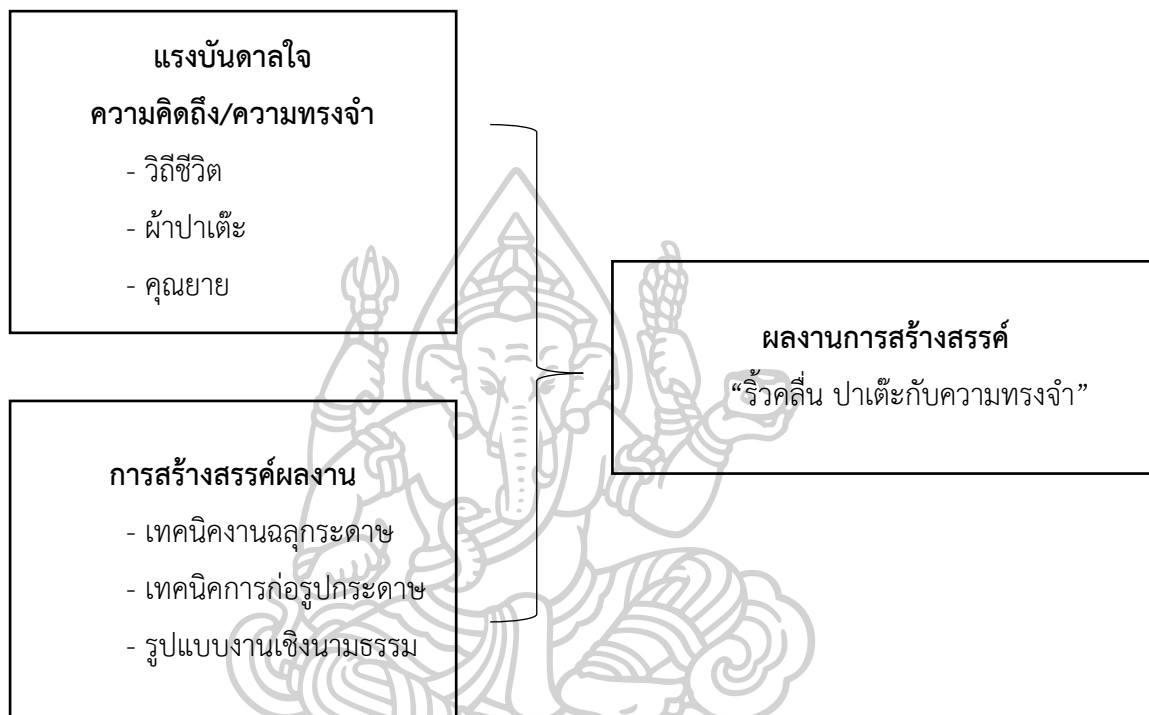 แรงบันดาลใจ
ความคิดถึง/ความทรงจำ
- วิถีชีวิต
- ผ้าปาเต๊ะ
- คุณยาย
การสร้างสรรค์ผลงาน
- เทคนิคงานฉลุกระดาษ
- เทคนิคการก่อรูปกระดาษ
- รูปแบบงานเชิงนามธรรม
ผลงานการสร้างสรรค์
“ริ้วคลื่น ปาเต๊ะกับความทรงจำ”